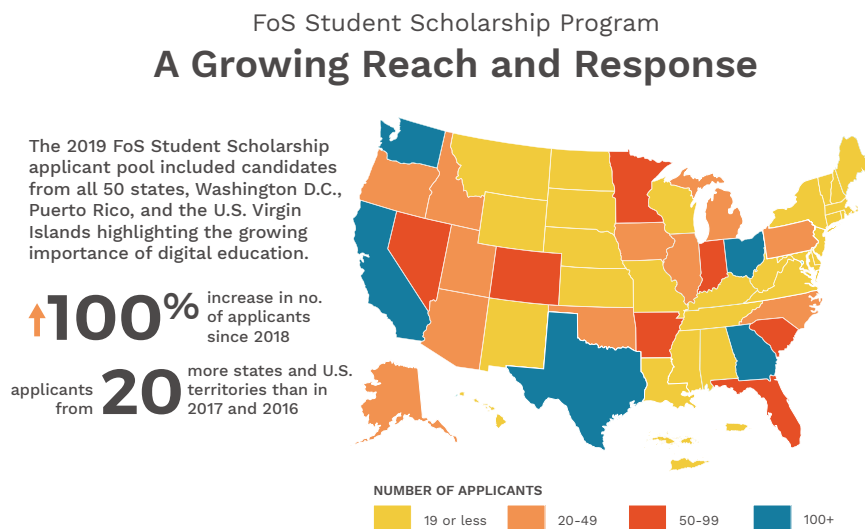 FoS Student Scholarship Program
A Growing Reach and Response
The 2019 FoS Student Scholarship
applicant pool included candidates
from all 50 states, Washington D.C.,
Puerto Rico, and the U.S. Virgin
Islands highlighting the growing
importance of digital education.
100% increase in no.
of applicants
since 2018
applicants
from
20
more states and U.S.
territories than in
2017 and 2016
NUMBER OF APPLICANTS
19 or less 20-49 50-99 100+